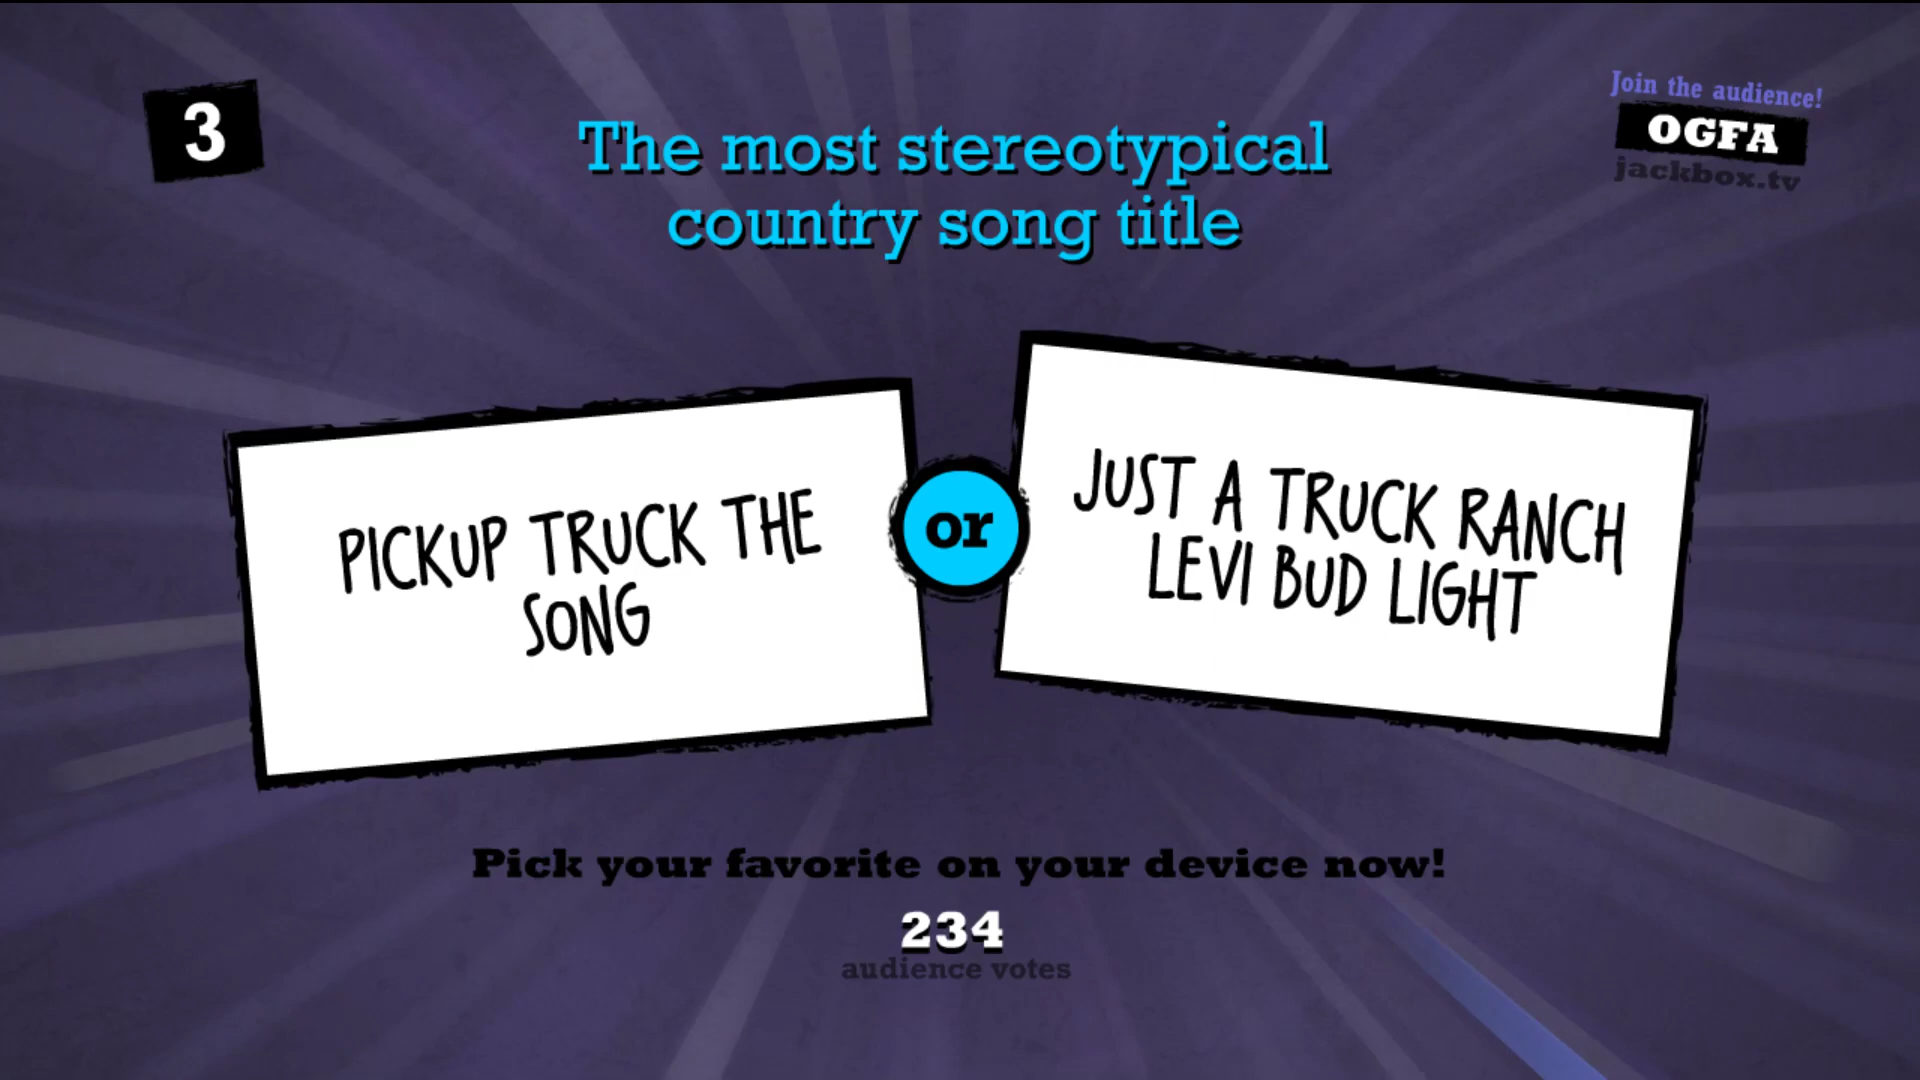 3
The most stereotypical
country song title
Join the audience!
OGFA
jackbox.tv
PICKUP TRUCK THE
SONG
or
JUST A TRUCK RANCH
LEVI BUD LIGHT
Pick your favorite on your device now!
234
audience votes